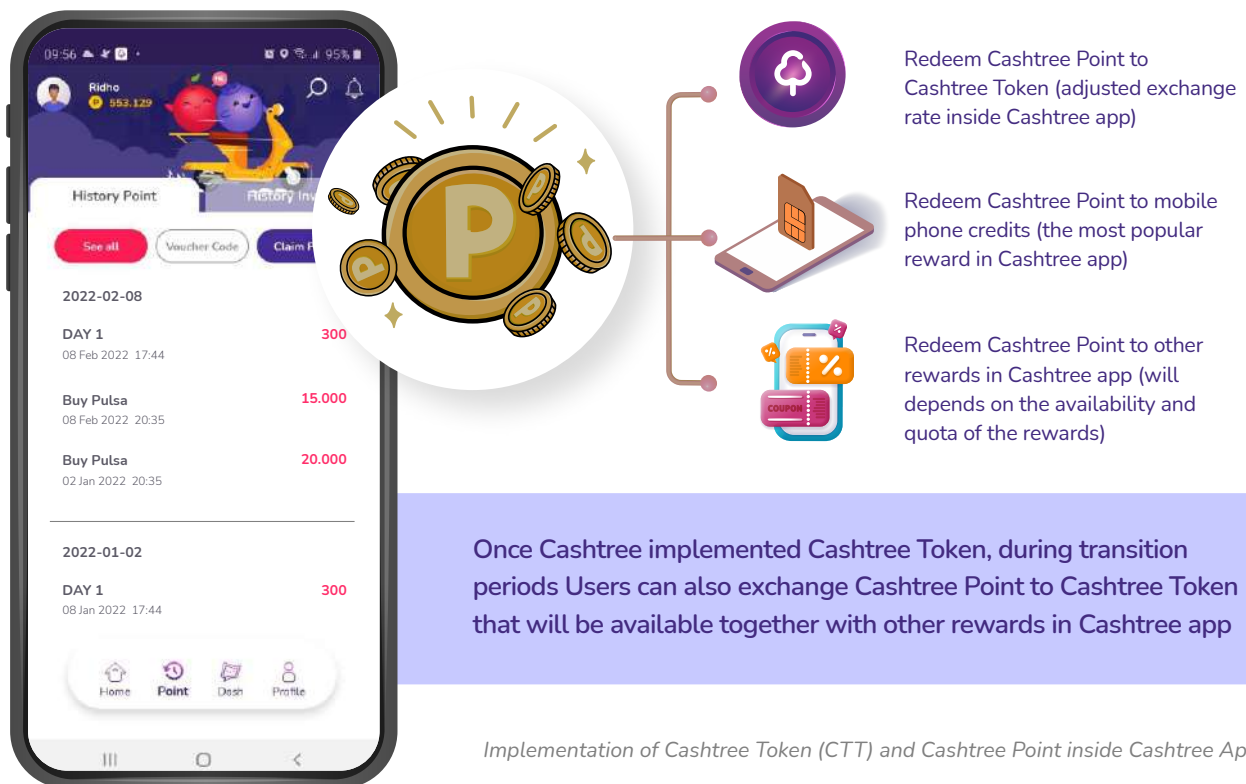 09:56
95%
Ridho
P 553.129
History Point
History Inv
See all
Voucher Code
Claim P
2022-02-08
DAY 1
300
08 Feb 2022 17:44
Buy Pulsa
15.000
08 Feb 2022 20:35
Buy Pulsa
20.000
02 Jan 2022 20:35
2022-01-02
DAY 1
300
08 Jan 2022 17:44
Home
Point
Dash
Profile
P
P
P
P
P
Redeem Cashtree Point to
Cashtree Token (adjusted exchange
rate inside Cashtree app)
Redeem Cashtree Point to mobile
phone credits (the most popular
reward in Cashtree app)
COUPON
%
%
%
Redeem Cashtree Point to other
rewards in Cashtree app (will
depends on the availability and
quota of the rewards)
Once Cashtree implemented Cashtree Token, during transition
periods Users can also exchange Cashtree Point to Cashtree Token
that will be available together with other rewards in Cashtree app
Implementation of Cashtree Token (CTT) and Cashtree Point inside Cashtree Ap